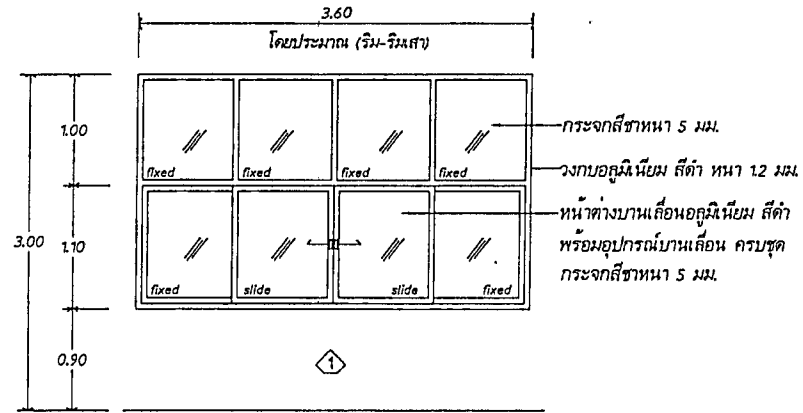 3.60
โดยประมาณ (ริม-ริมเสา)
1.00
3.00
1.10
0.90
fixed fixed fixed fixed
fixed slide slide fixed
กระจกสีชาหนา 5 มม.
วงกบอลูมิเนียม สีดำ หนา 1.2 มม.
หน้าต่างบานเลื่อนอลูมิเนียม สีดำ
พร้อมอุปกรณ์บานเลื่อน ครบชุด
กระจกสีชาหนา 5 มม.
1